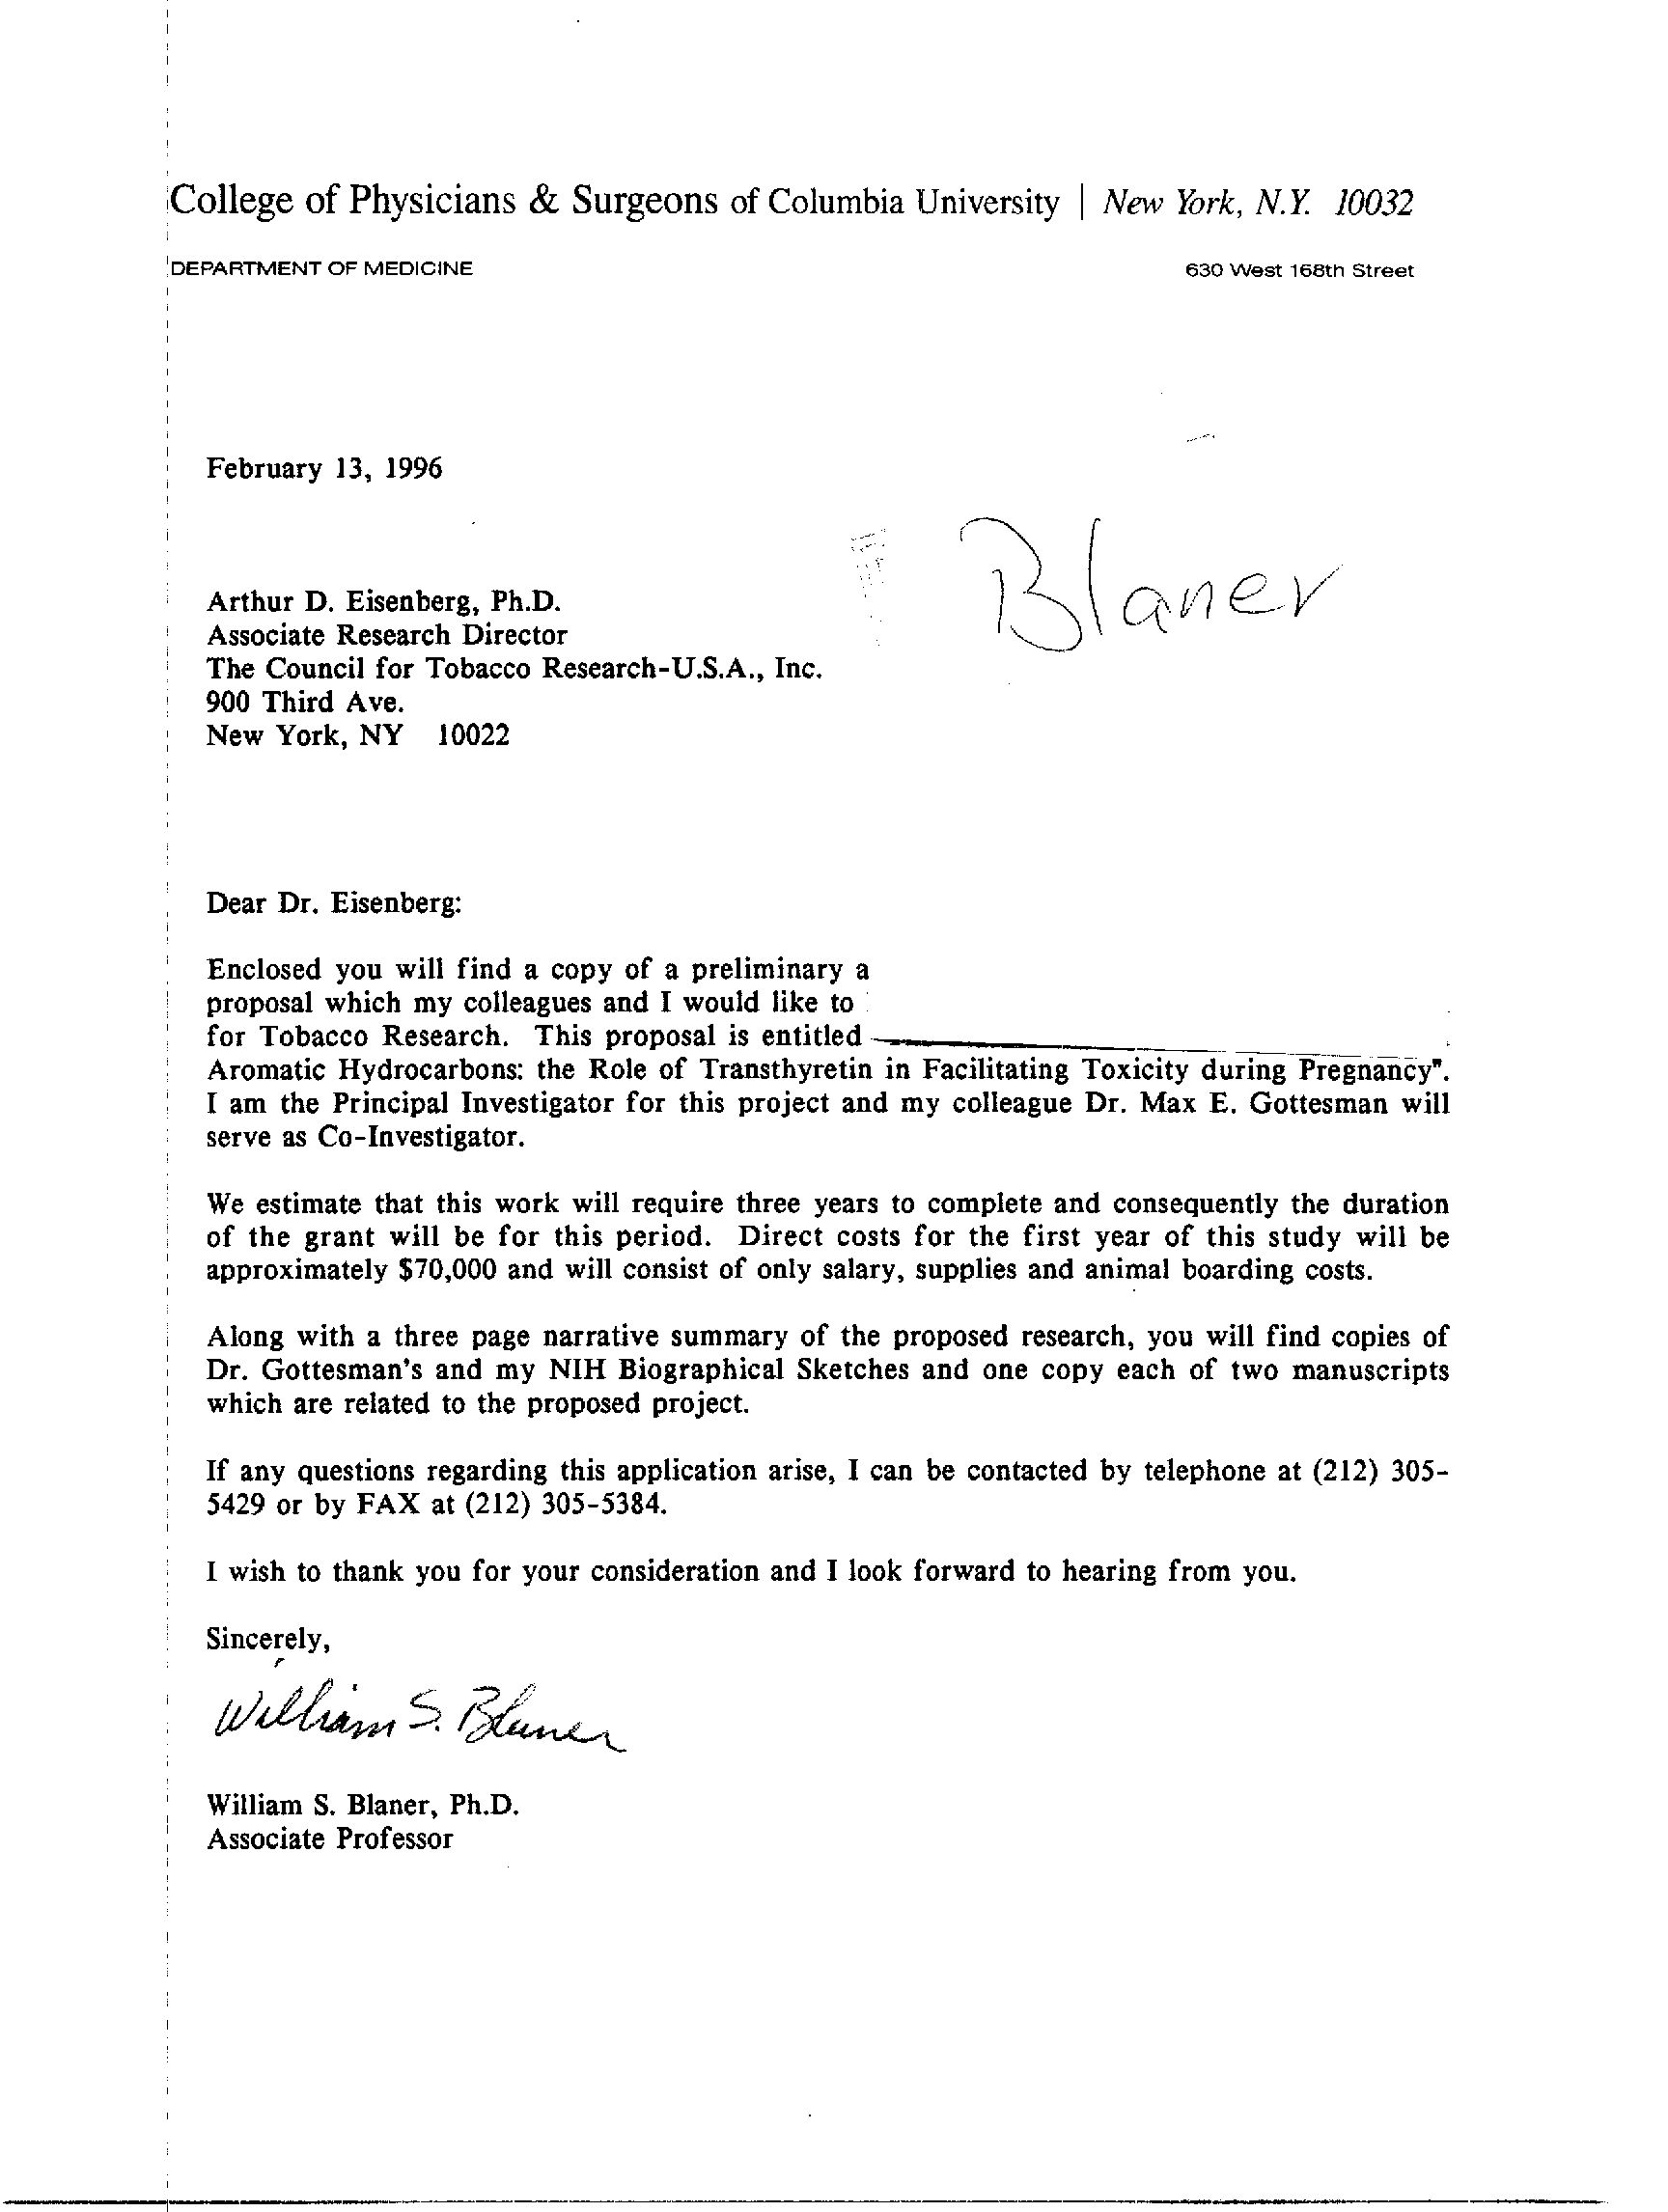 College of Physicians & Surgeons of Columbia University | New York, N.Y. 10032
DEPARTMENT OF MEDICINE 630 West 168th Street
February 13, 1996
Blaner
Arthur D. Eisenberg, Ph.D.
Associate Research Director
The Council for Tobacco Research-U.S.A., Inc.
900 Third Ave.
New York, NY 10022
Dear Dr. Eisenberg:
Enclosed you will find a copy of a preliminary a
proposal which my colleagues and I would like to
for Tobacco Research. This proposal is entitled
Aromatic Hydrocarbons: the Role of Transthyretin in Facilitating Toxicity during Pregnancy".
I am the Principal Investigator for this project and my colleague Dr. Max E. Gottesman will
serve as Co-Investigator.
We estimate that this work will require three years to complete and consequently the duration
of the grant will be for this period. Direct costs for the first year of this study will be
approximately $70,000 and will consist of only salary, supplies and animal boarding costs.
Along with a three page narrative summary of the proposed research, you will find copies of
Dr. Gottesman's and my NIH Biographical Sketches and one copy each of two manuscripts
which are related to the proposed project.
If any questions regarding this application arise, I can be contacted by telephone at (212) 305-
5429 or by FAX at (212) 305-5384.
I wish to thank you for your consideration and I look forward to hearing from you.
Sincerely,
William S. Blaner
William S. Blaner, Ph.D.
Associate Professor